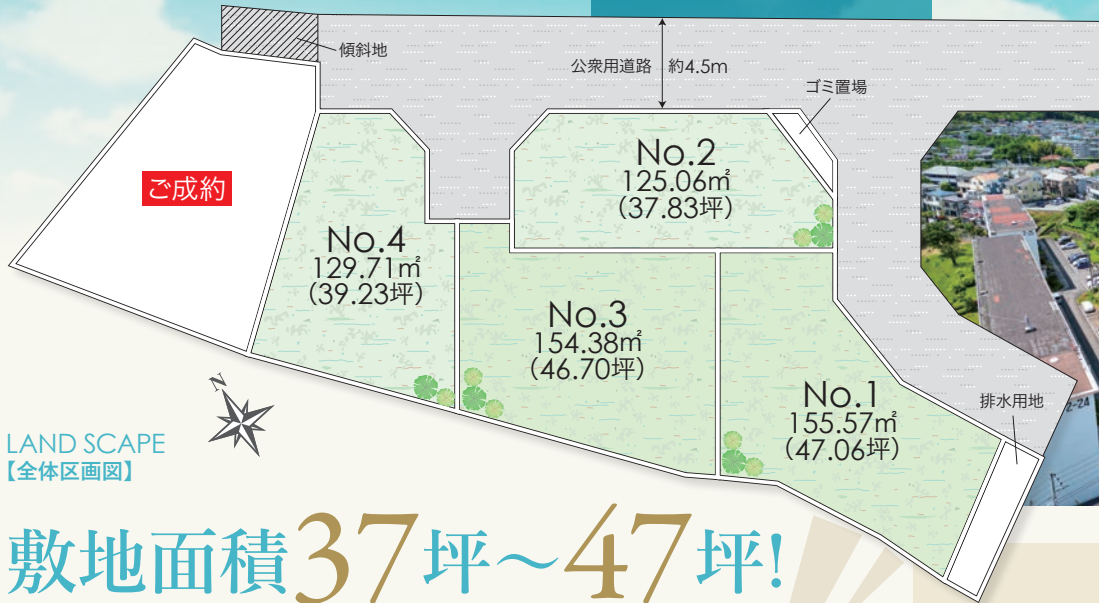 傾斜地
公衆用道路 約4.5m
ゴミ置場
ご成約
No.2
125.06㎡
(37.83坪)
No.4
129.71㎡
(39.23坪)
No.3
154.38㎡
(46.70坪)
No.1
155.57㎡
(47.06坪)
排水用地
2-24
N
LAND SCAPE
【全体区画図】
敷地面積37坪〜47坪!